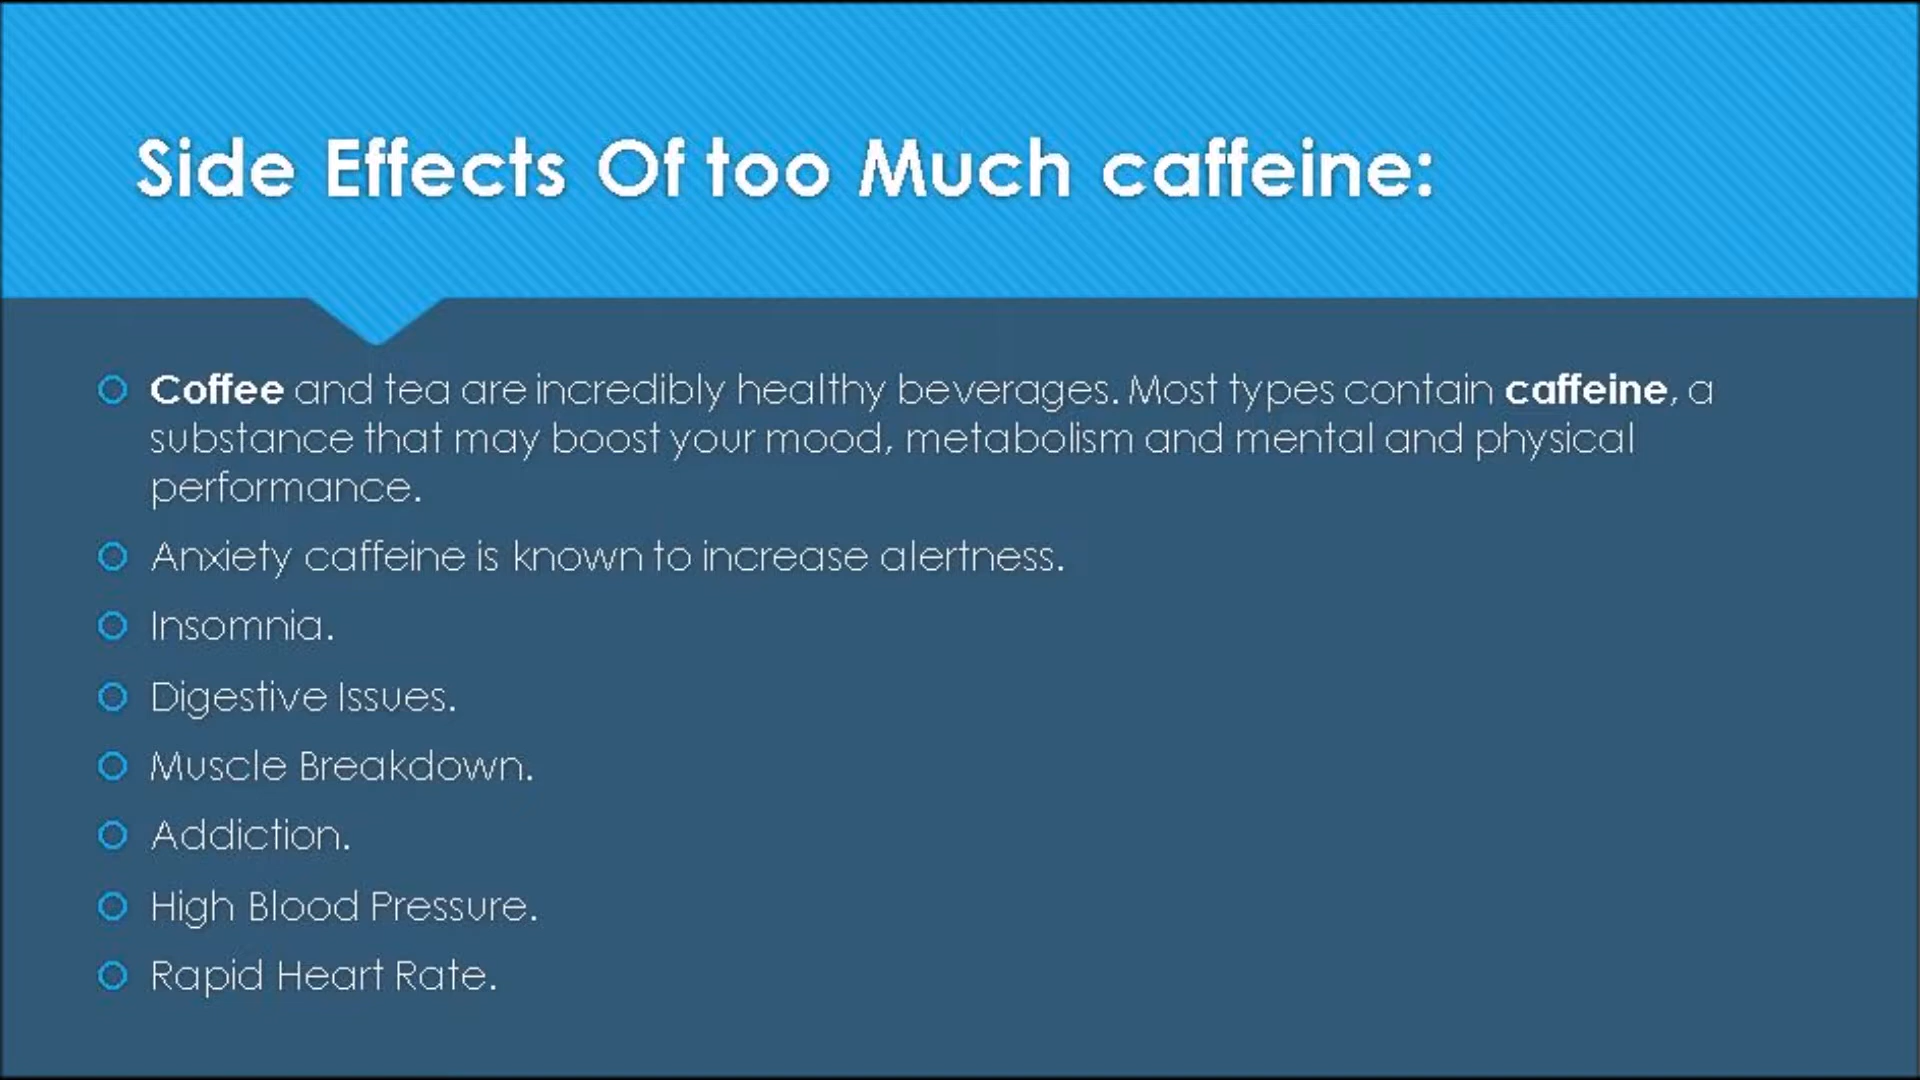 Side Effects Of too Much caffeine:
Coffee and tea are incredibly healthy beverages. Most types contain caffeine, a
substance that may boost your mood, metabolism and mental and physical
performance.
Anxiety caffeine is known to increase alertness.
Insomnia.
Digestive Issues.
Muscle Breakdown.
Addiction.
High Blood Pressure.
Rapid Heart Rate.